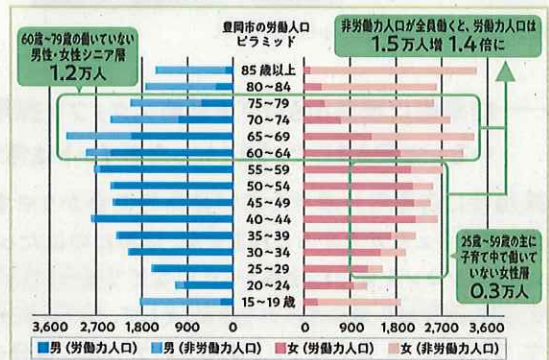 60歳~79歳の働いていない
男性・女性シニア層
1.2万人
豊岡市の労働人口
ピラミッド
非労働力人口が全員働くと、労働力人口は
1.5万人増 1.4倍に
85歳以上
80~84
75~79
70~74
65~69
60~64
55~59
50~54
45~49
40~44
35~39
30~34
25~29
20~24
15~19歳
25歳~59歳の主に
子育て中で働いて
いない女性層
0.3万人
3,600 2,700 1,800 900 0 0 900 1,800 2,700 3,600
男(労働力人口) 男(非労働力人口) 女(労働力人口) 女(非労働力人口)